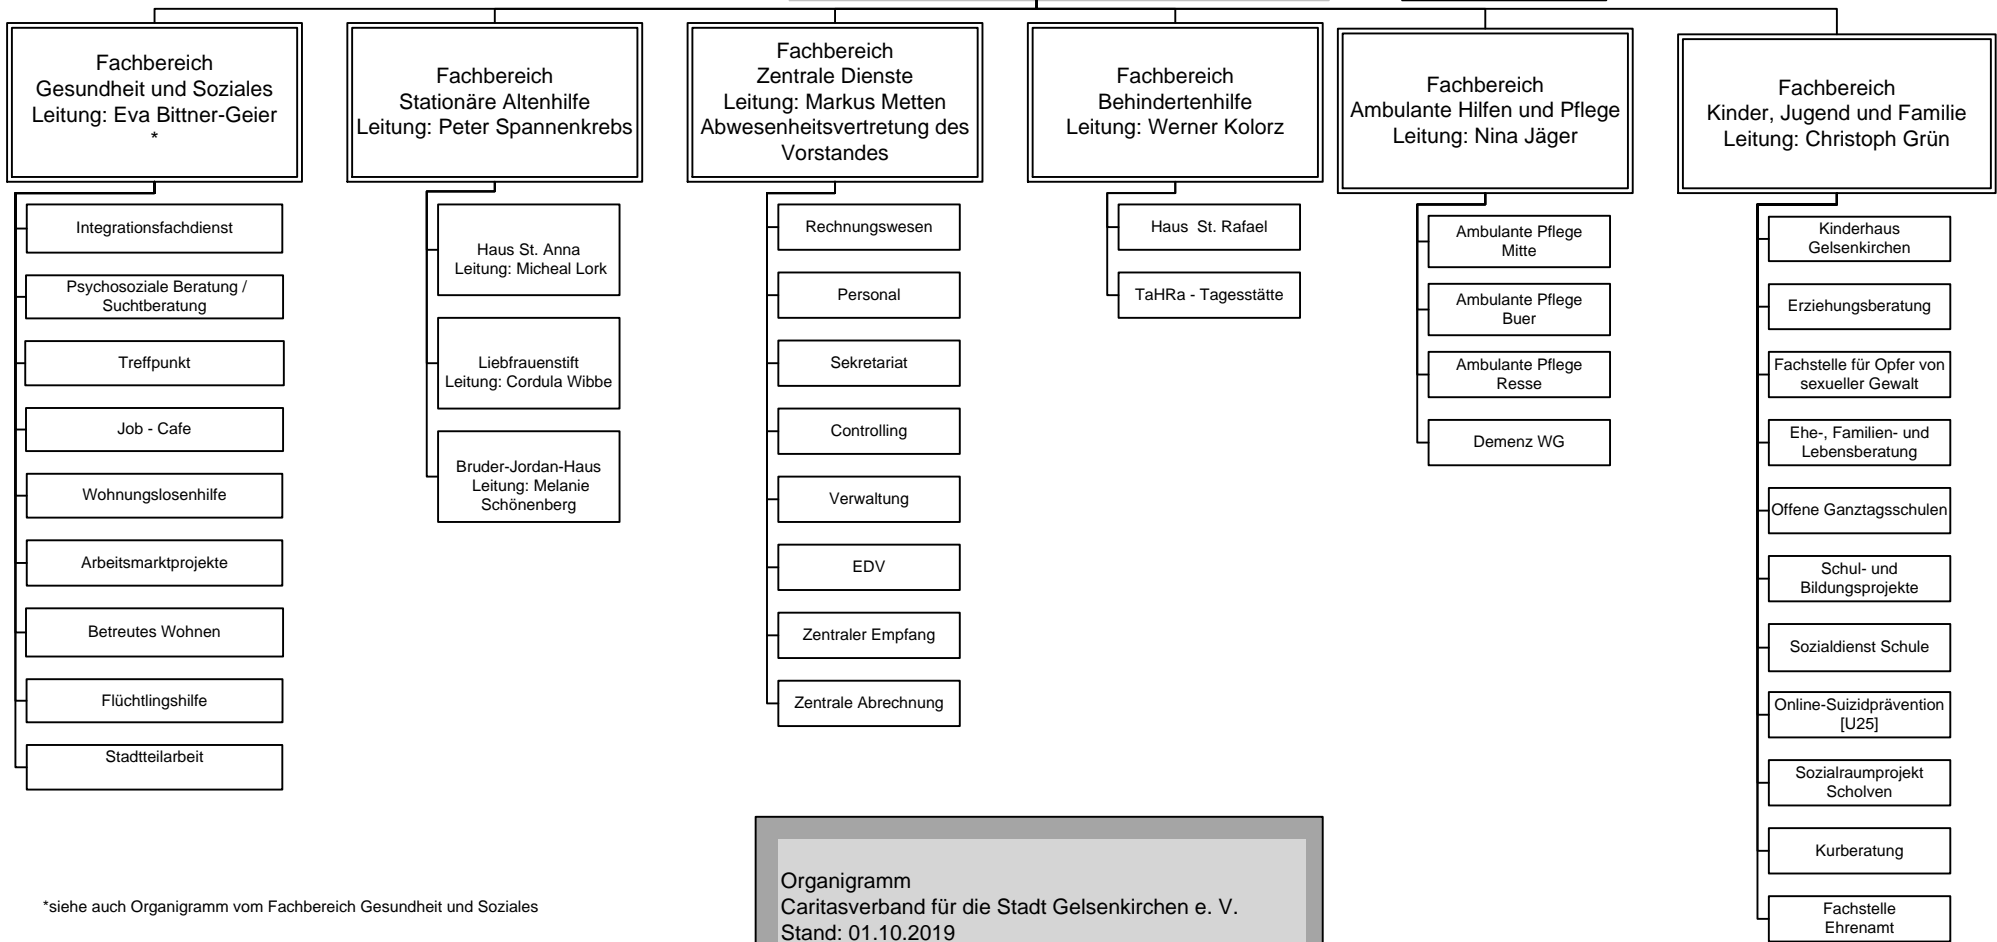 Fachbereich
Gesundheit und Soziales
Leitung: Eva Bittner-Geier
*
Integrationsfachdienst
Psychosoziale Beratung /
Suchtberatung
Treffpunkt
Job - Cafe
Wohnungslosenhilfe
Arbeitsmarktprojekte
Betreutes Wohnen
Flüchtlingshilfe
Stadtteilarbeit
Fachbereich
Stationäre Altenhilfe
Leitung: Peter Spannenkrebs
Haus St. Anna
Leitung: Micheal Lork
Liebfrauenstift
Leitung: Cordula Wibbe
Bruder-Jordan-Haus
Leitung: Melanie
Schönenberg
Fachbereich
Zentrale Dienste
Leitung: Markus Metten
Abwesenheitsvertretung des
Vorstandes
Rechnungswesen
Personal
Sekretariat
Controlling
Verwaltung
EDV
Zentraler Empfang
Zentrale Abrechnung
Fachbereich
Behindertenhilfe
Leitung: Werner Kolorz
Haus St. Rafael
TaHRa - Tagesstätte
Fachbereich
Ambulante Hilfen und Pflege
Leitung: Nina Jäger
Ambulante Pflege
Mitte
Ambulante Pflege
Buer
Ambulante Pflege
Resse
Demenz WG
Fachbereich
Kinder, Jugend und Familie
Leitung: Christoph Grün
Kinderhaus
Gelsenkirchen
Erziehungsberatung
Fachstelle für Opfer von
sexueller Gewalt
Ehe-, Familien- und
Lebensberatung
Offene Ganztagsschulen
Schul- und
Bildungsprojekte
Sozialdienst Schule
Online-Suizidprävention
[U25]
Sozialraumprojekt
Scholven
Kurberatung
Fachstelle
Ehrenamt
*siehe auch Organigramm vom Fachbereich Gesundheit und Soziales
Organigramm
Caritasverband für die Stadt Gelsenkirchen e. V.
Stand: 01.10.2019